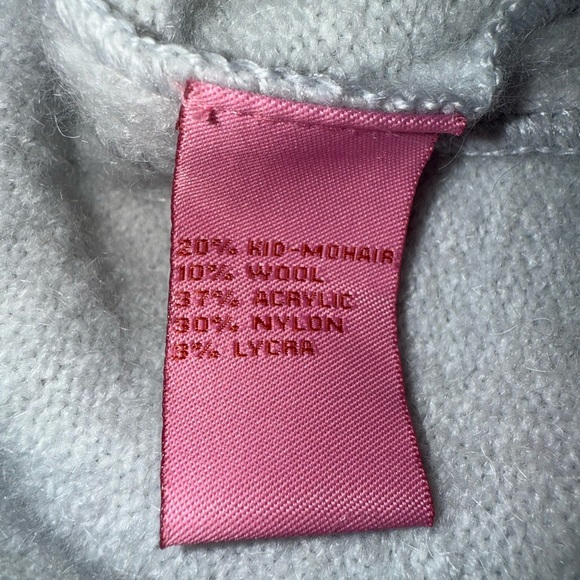 20% KID-MOHAIR
10% WOOL
37% ACRYLIC
30% NYLON
3% LYCRA